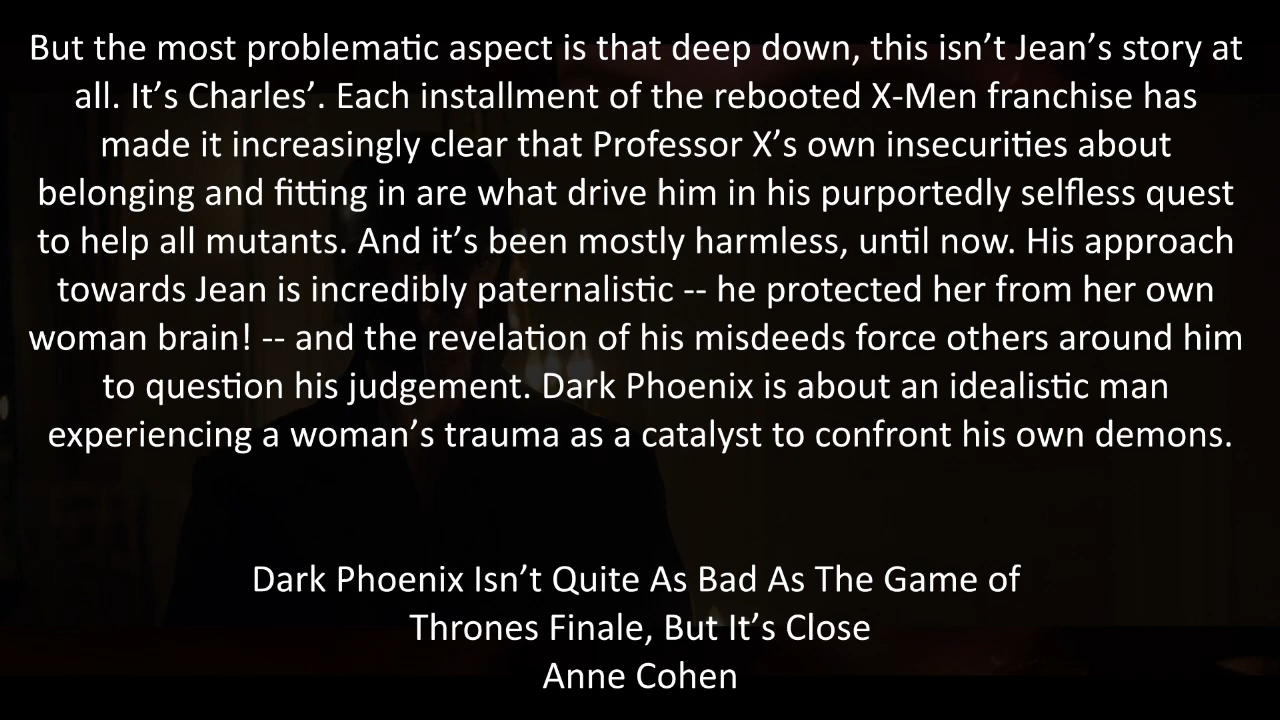 But the most problematic aspect is that deep down, this isn’t Jean’s story at
all. It’s Charles’. Each installment of the rebooted X-Men franchise has
made it increasingly clear that Professor X’s own insecurities about
belonging and fitting in are what drive him in his purportedly selfless quest
to help all mutants. And it’s been mostly harmless, until now. His approach
towards Jean is incredibly paternalistic -- he protected her from her own
woman brain! -- and the revelation of his misdeeds force others around him
to question his judgement. Dark Phoenix is about an idealistic man
experiencing a woman’s trauma as a catalyst to confront his own demons.
Dark Phoenix Isn’t Quite As Bad As The Game of
Thrones Finale, But It’s Close
Anne Cohen